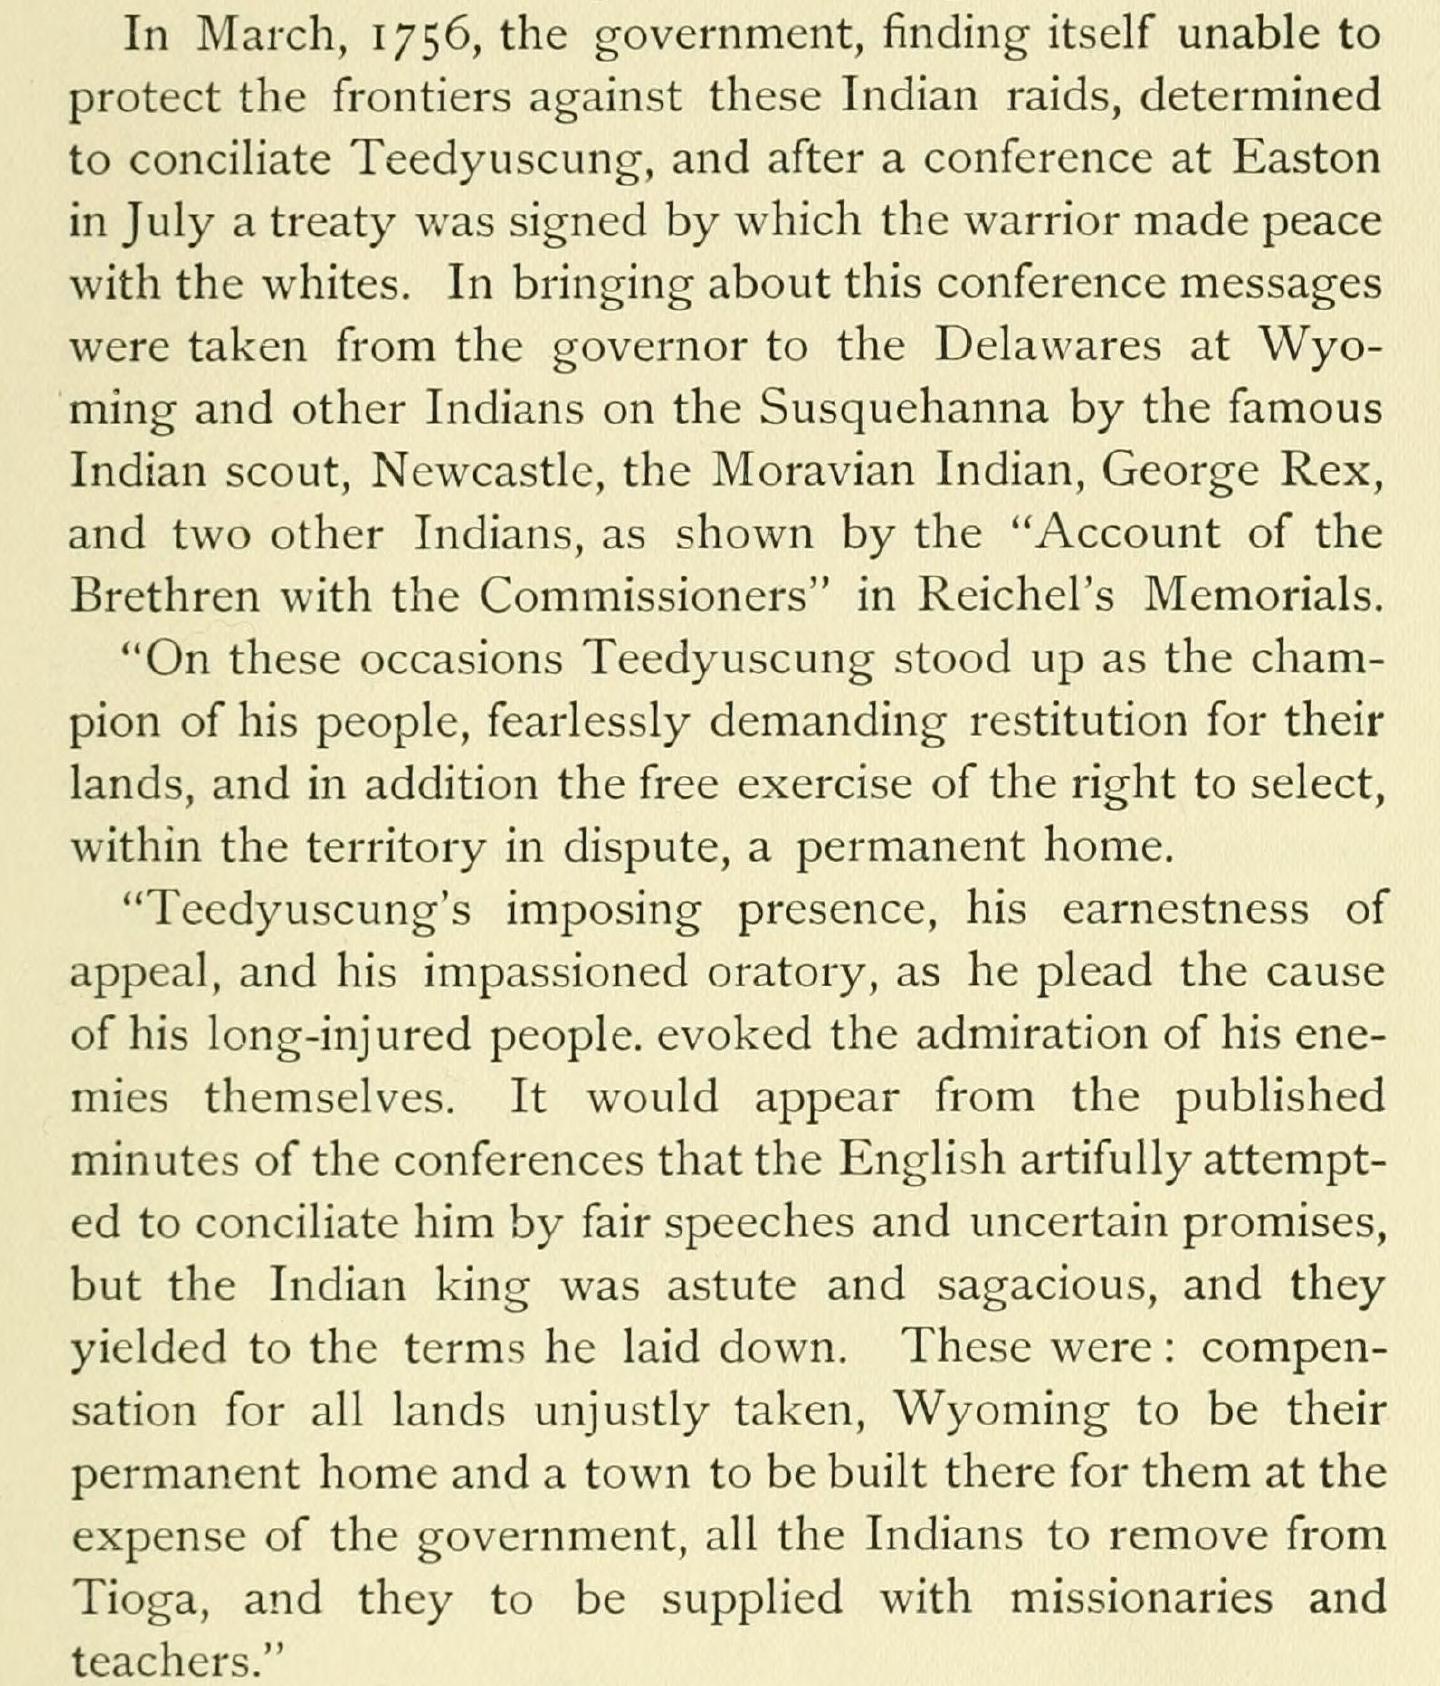 In March, 1756, the government, finding itself unable to
protect the frontiers against these Indian raids, determined
to conciliate Teedyuscung, and after a conference at Easton
in July a treaty was signed by which the warrior made peace
with the whites. In bringing about this conference messages
were taken from the governor to the Delawares at Wyo-
ming and other Indians on the Susquehanna by the famous
Indian scout, Newcastle, the Moravian Indian, George Rex,
and two other Indians, as shown by the “Account of the
Brethren with the Commissioners” in Reichel’s Memorials.
“On these occasions Teedyuscung stood up as the cham-
pion of his people, fearlessly demanding restitution for their
lands, and in addition the free exercise of the right to select,
within the territory in dispute, a permanent home.
“Teedyuscung’s imposing presence, his earnestness of
appeal, and his impassioned oratory, as he plead the cause
of his long-injured people. evoked the admiration of his ene-
mies themselves. It would appear from the published
minutes of the conferences that the English artifully attempt-
ed to conciliate him by fair speeches and uncertain promises,
but the Indian king was astute and sagacious, and they
yielded to the terms he laid down. These were: compen-
sation for all lands unjustly taken, Wyoming to be their
permanent home and a town to be built there for them at the
expense of the government, all the Indians to remove from
Tioga, and they to be supplied with missionaries and
teachers.”